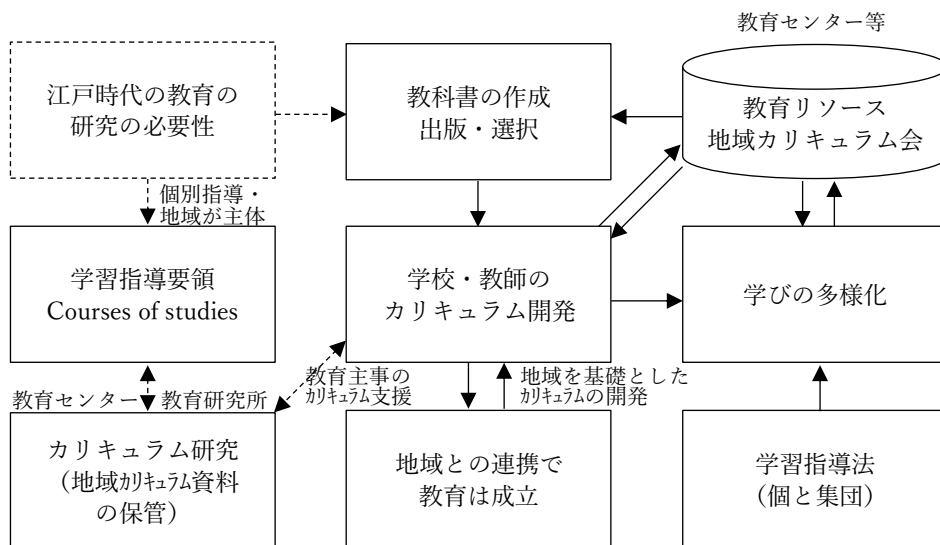 教育センター等
江戸時代の教育の
研究の必要性
教科書の作成
出版・選択
教育リソース
地域カリキュラム会
個別指導・
地域が主体
学習指導要領
Courses of studies
学校・教師の
カリキュラム開発
学びの多様化
教育センター
教育研究所
教育主事の
カリキュラム支援
地域を基礎とした
カリキュラムの開発
カリキュラム研究
（地域カリキュラム資料
の保管）
地域との連携で
教育は成立
学習指導法
（個と集団）